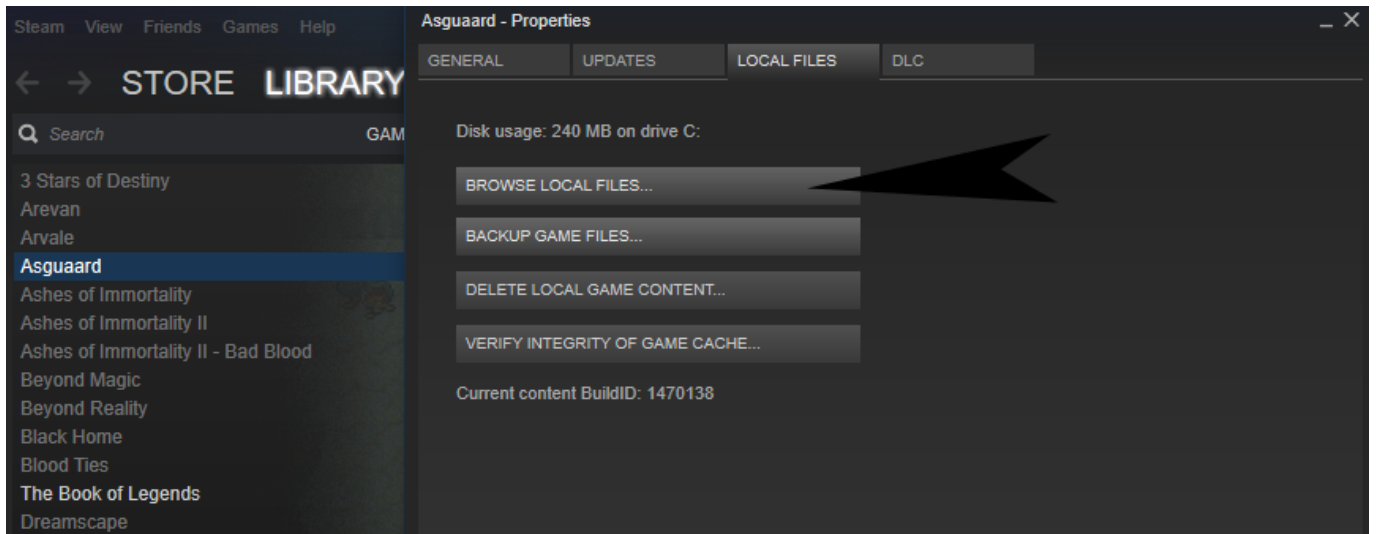 Steam View Friends Games Help
STORE LIBRARY
Search GAM
3 Stars of Destiny
Arevan
Arvale
Asguaard
Ashes of Immortality
Ashes of Immortality II
Ashes of Immortality II - Bad Blood
Beyond Magic
Beyond Reality
Black Home
Blood Ties
The Book of Legends
Dreamscape
Asguaard - Properties
GENERAL UPDATES LOCAL FILES DLC
Disk usage: 240 MB on drive C:
BROWSE LOCAL FILES...
BACKUP GAME FILES...
DELETE LOCAL GAME CONTENT...
VERIFY INTEGRITY OF GAME CACHE...
Current content BuildID: 1470138